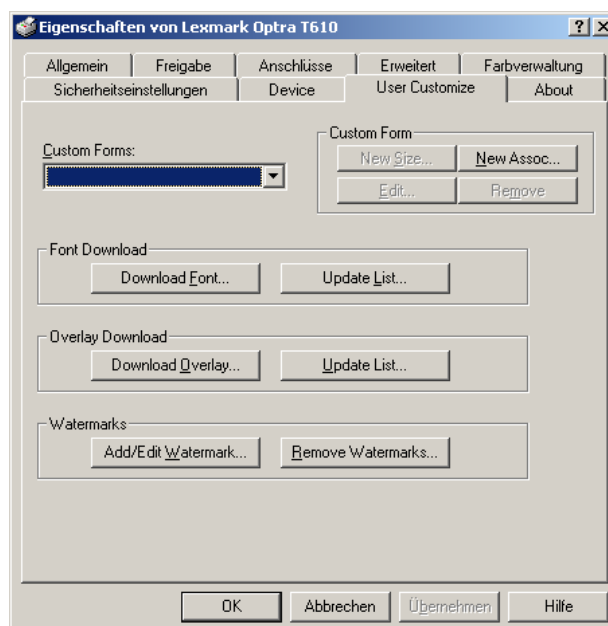 Eigenschaften von Lexmark Optra T610
Allgemein Freigabe Anschlüsse Erweitert Farbverwaltung
Sicherheitseinstellungen Device User Customize About
Custom Forms:
Custom Form
New Size... New Assoc...
Edit... Remove
Font Download
Download Font... Update List...
Overlay Download
Download Overlay... Update List...
Watermarks
Add/Edit Watermark... Remove Watermarks...
OK Abbrechen Übernehmen Hilfe